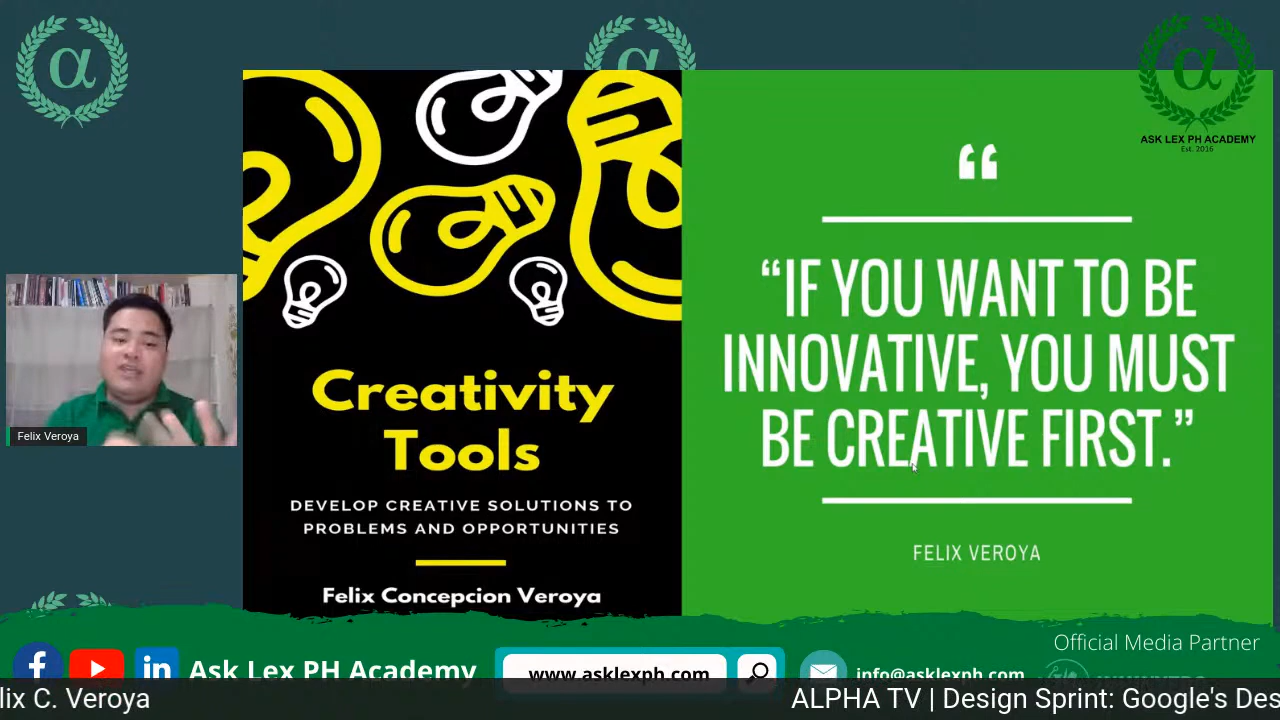 α
α
α
ASK LEX PH ACADEMY
Est. 2016
“IF YOU WANT TO BE
INNOVATIVE, YOU MUST
BE CREATIVE FIRST.”
FELIX VEROYA
Felix Veroya
Creativity
Tools
DEVELOP CREATIVE SOLUTIONS TO
PROBLEMS AND OPPORTUNITIES
Felix Concepcion Veroya
Official Media Partner
f
in
Ask Lex PH Academy
www.asklexph.com
info@asklexph.com
lix C. Veroya
ALPHA TV | Design Sprint: Google's Des